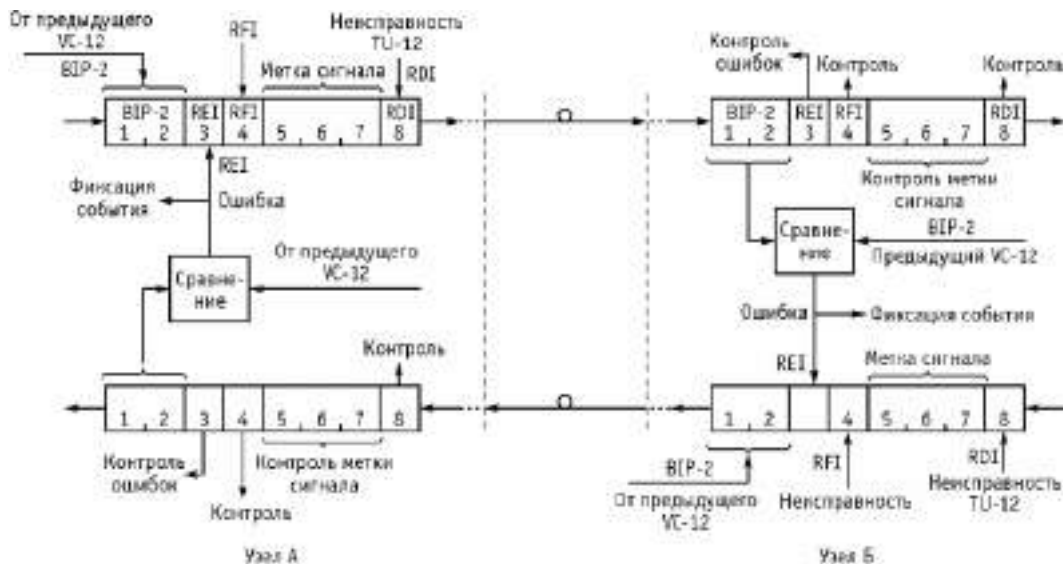 От предыдущего
VC-12
BIP-2
RFI
Неисправность
TU-12
RDI
Метка сигнала
BIP-2
1 2
REI
3
RFI
4
5 6 7
RDI
8
REI
Фиксация
события
Ошибка
От предыдущего
VC-12
Сравне-
ние
Контроль
1 2 3 4 5 6 7 8
Контроль
ошибок
Контроль метки
сигнала
Контроль
Узел А
Контроль
ошибок
Контроль
Контроль
BIP-2
1 2
REI
3
RFI
4
5 6 7
RDI
8
Контроль метки
сигнала
Сравне-
ние
BIP-2
Предыдущий VC-12
Ошибка
Фиксация события
REI
Метка сигнала
1 2 4 5 6 7 8
BIP-2
От предыдущего
VC-12
RFI
Неисправность
RDI
Неисправность
TU-12
Узел Б